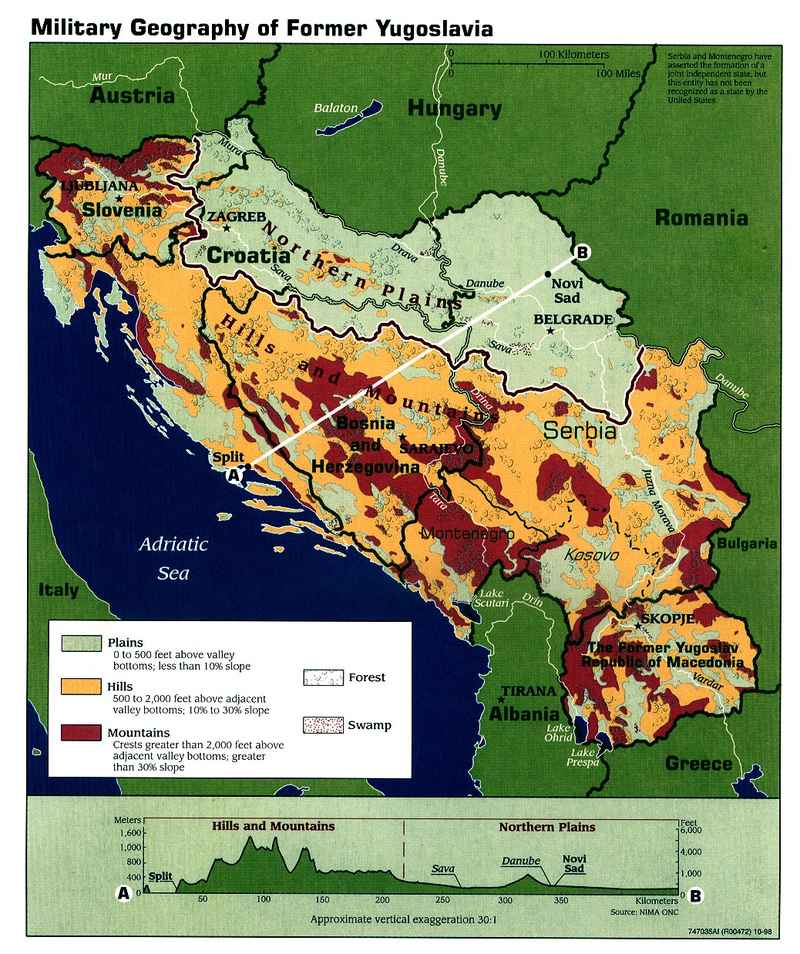 Military Geography of Former Yugoslavia
0 100 Kilometers
0 100 Miles
Serbia and Montenegro have
asserted the formation of a
joint independent state, but
this entity has not been
recognized as a state by the
United States
Mur
Austria
Balaton
Hungary
Danube
Mura
Romania
LJUBLJANA
Slovenia
ZAGREB
Croatia
Northern Plains
Drava
Sava
Danube
B
Novi
Sad
BELGRADE
Sava
Hills and Mountains
Drina
Danube
Bosnia
and
Herzegovina
SARAJEVO
Serbia
Split
A
Tara
Juzna Morava
Montenegro
Kosovo
Bulgaria
Adriatic
Sea
Italy
Lake
Scutari
Drin
SKOPJE
The Former Yugoslav
Republic of Macedonia
Vardar
TIRANA
Albania
Lake
Ohrid
Lake
Prespa
Greece
Plains
0 to 500 feet above valley
bottoms; less than 10% slope
Hills
500 to 2,000 feet above adjacent
valley bottoms; 10% to 30% slope
Mountains
Crests greater than 2,000 feet above
adjacent valley bottoms; greater
than 30% slope
Forest
Swamp
Meters
1,600
1,000
800
400
0
Hills and Mountains
Northern Plains
Feet
6,000
4,000
1,000
0
Split
Sava
Danube
Novi
Sad
A
B
50 100 150 200 250 300 350 Kilometers
Source: NIMA ONC
Approximate vertical exaggeration 30:1
747035AI (R00472) 10-98